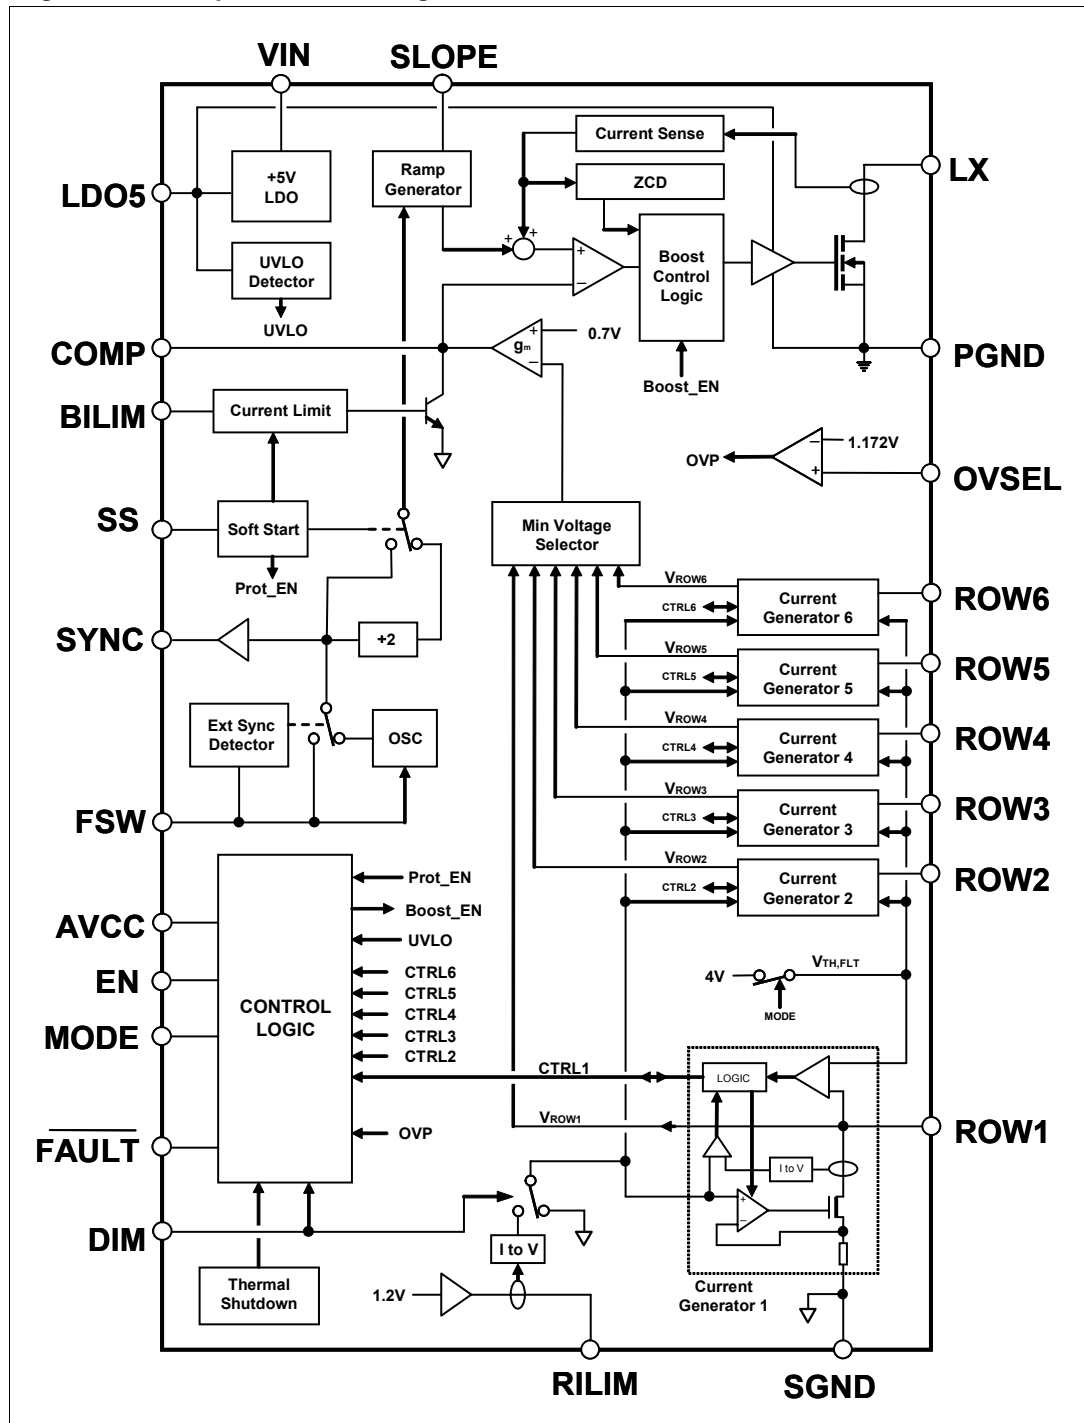 VIN
SLOPE
LDO5
+5V
LDO
Ramp
Generator
Current Sense
ZCD
LX
UVLO
Detector
UVLO
+
+
+
−
Boost
Control
Logic
COMP
gm
+
−
0.7V
PGND
Boost_EN
BILIM
Current Limit
OVP
−
+
1.172V
OVSEL
SS
Soft Start
Prot_EN
Min Voltage
Selector
SYNC
+2
VROW6
CTRL6
Current
Generator 6
ROW6
VROW5
CTRL5
Current
Generator 5
ROW5
Ext Sync
Detector
OSC
VROW4
CTRL4
Current
Generator 4
ROW4
FSW
VROW3
CTRL3
Current
Generator 3
ROW3
VROW2
CTRL2
Current
Generator 2
ROW2
AVCC
EN
MODE
FAULT
CONTROL
LOGIC
Prot_EN
Boost_EN
UVLO
CTRL6
CTRL5
CTRL4
CTRL3
CTRL2
4V
VTH,FLT
MODE
CTRL1
LOGIC
VROW1
ROW1
OVP
I to V
+
−
DIM
I to V
Thermal
Shutdown
1.2V
Current
Generator 1
RILIM
SGND